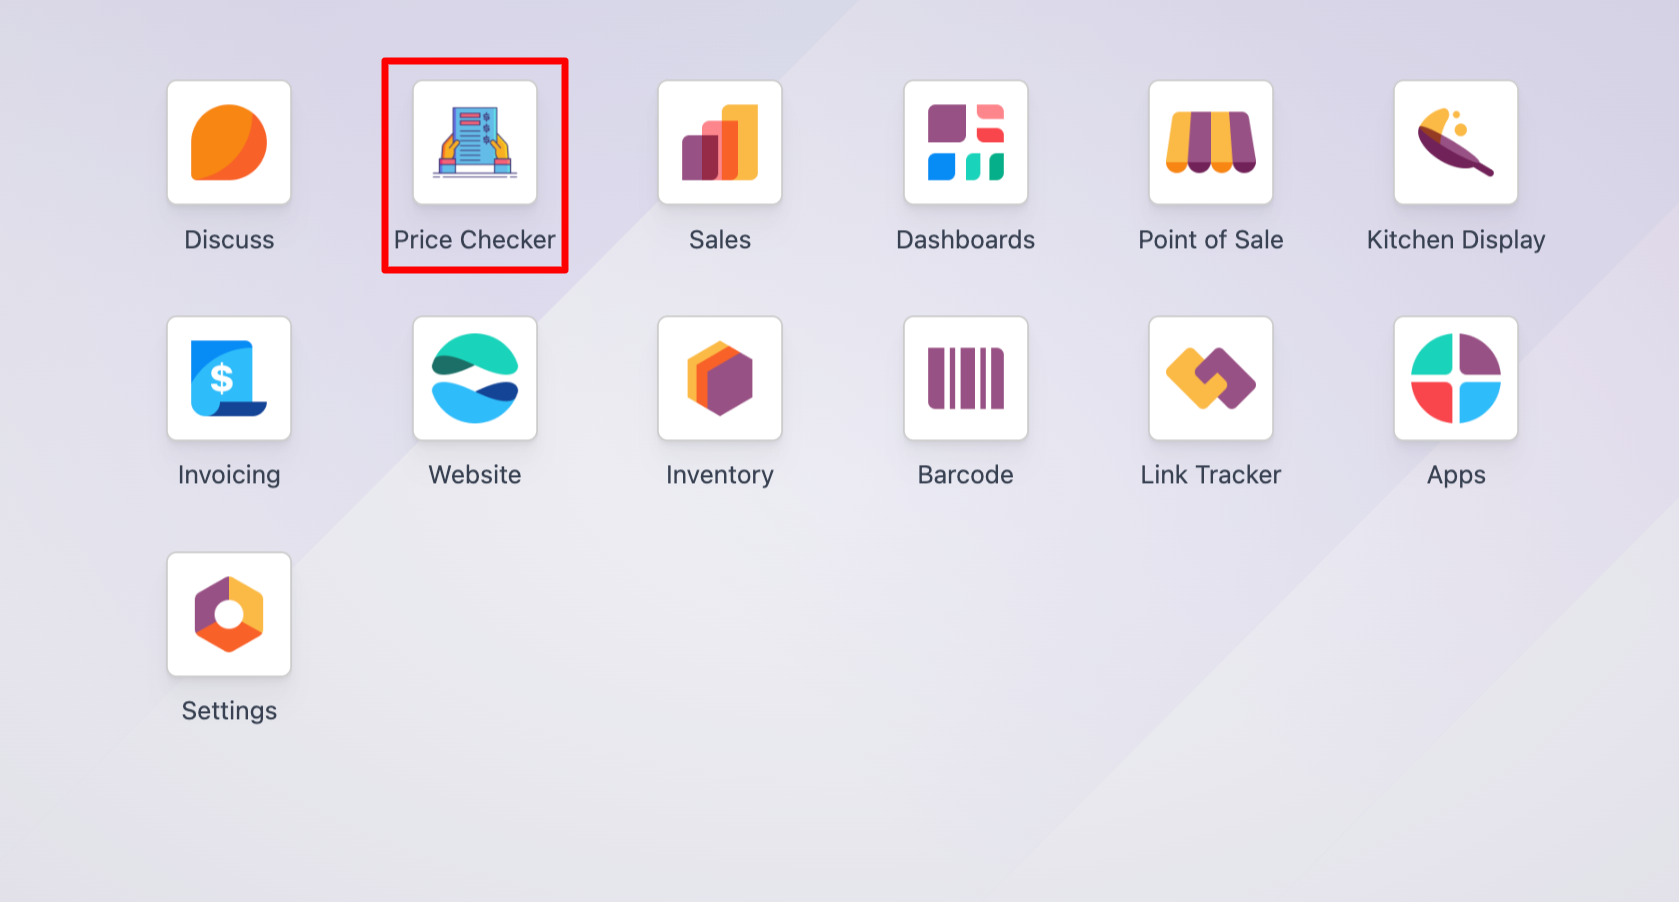 Discuss
Price Checker
Sales
Dashboards
Point of Sale
Kitchen Display
$
Invoicing
Website
Inventory
Barcode
Link Tracker
Apps
Settings